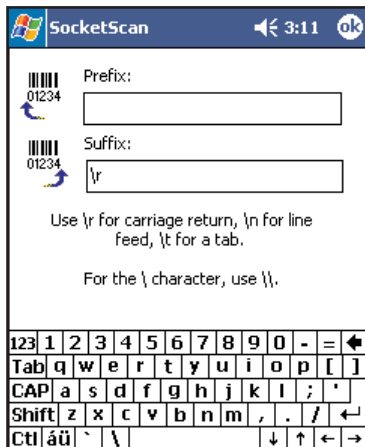 SocketScan 3:11 ok
Prefix:
01234
Suffix:
01234
\r
Use \r for carriage return, \n for line
feed, \t for a tab.
For the \ character, use \\.
123 1 2 3 4 5 6 7 8 9 0 - =
Tab q w e r t y u i o p [ ]
CAP a s d f g h j k l ; '
Shift z x c v b n m , . /
Ctl áü ` \